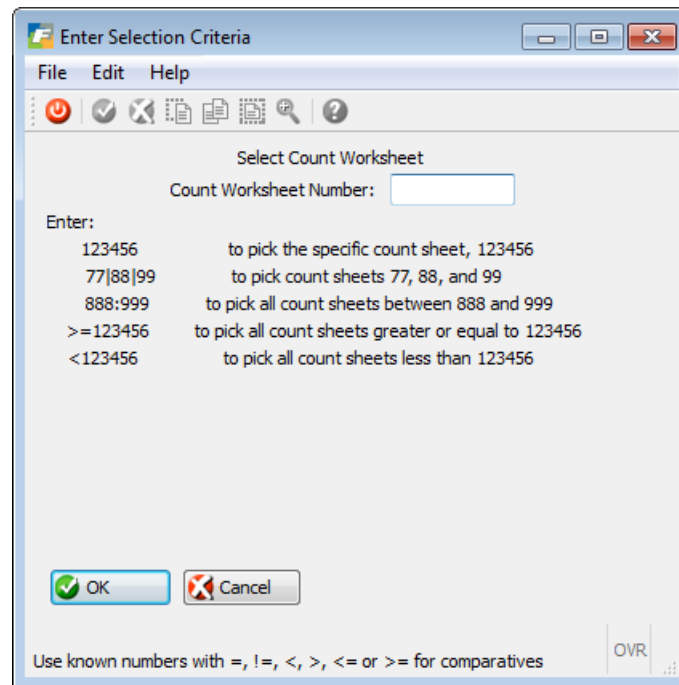 Enter Selection Criteria
File Edit Help
Select Count Worksheet
Count Worksheet Number:
Enter:
123456 to pick the specific count sheet, 123456
77|88|99 to pick count sheets 77, 88, and 99
888:999 to pick all count sheets between 888 and 999
>=123456 to pick all count sheets greater or equal to 123456
<123456 to pick all count sheets less than 123456
OK Cancel
Use known numbers with =, !=, <, >, <= or >= for comparatives OVR